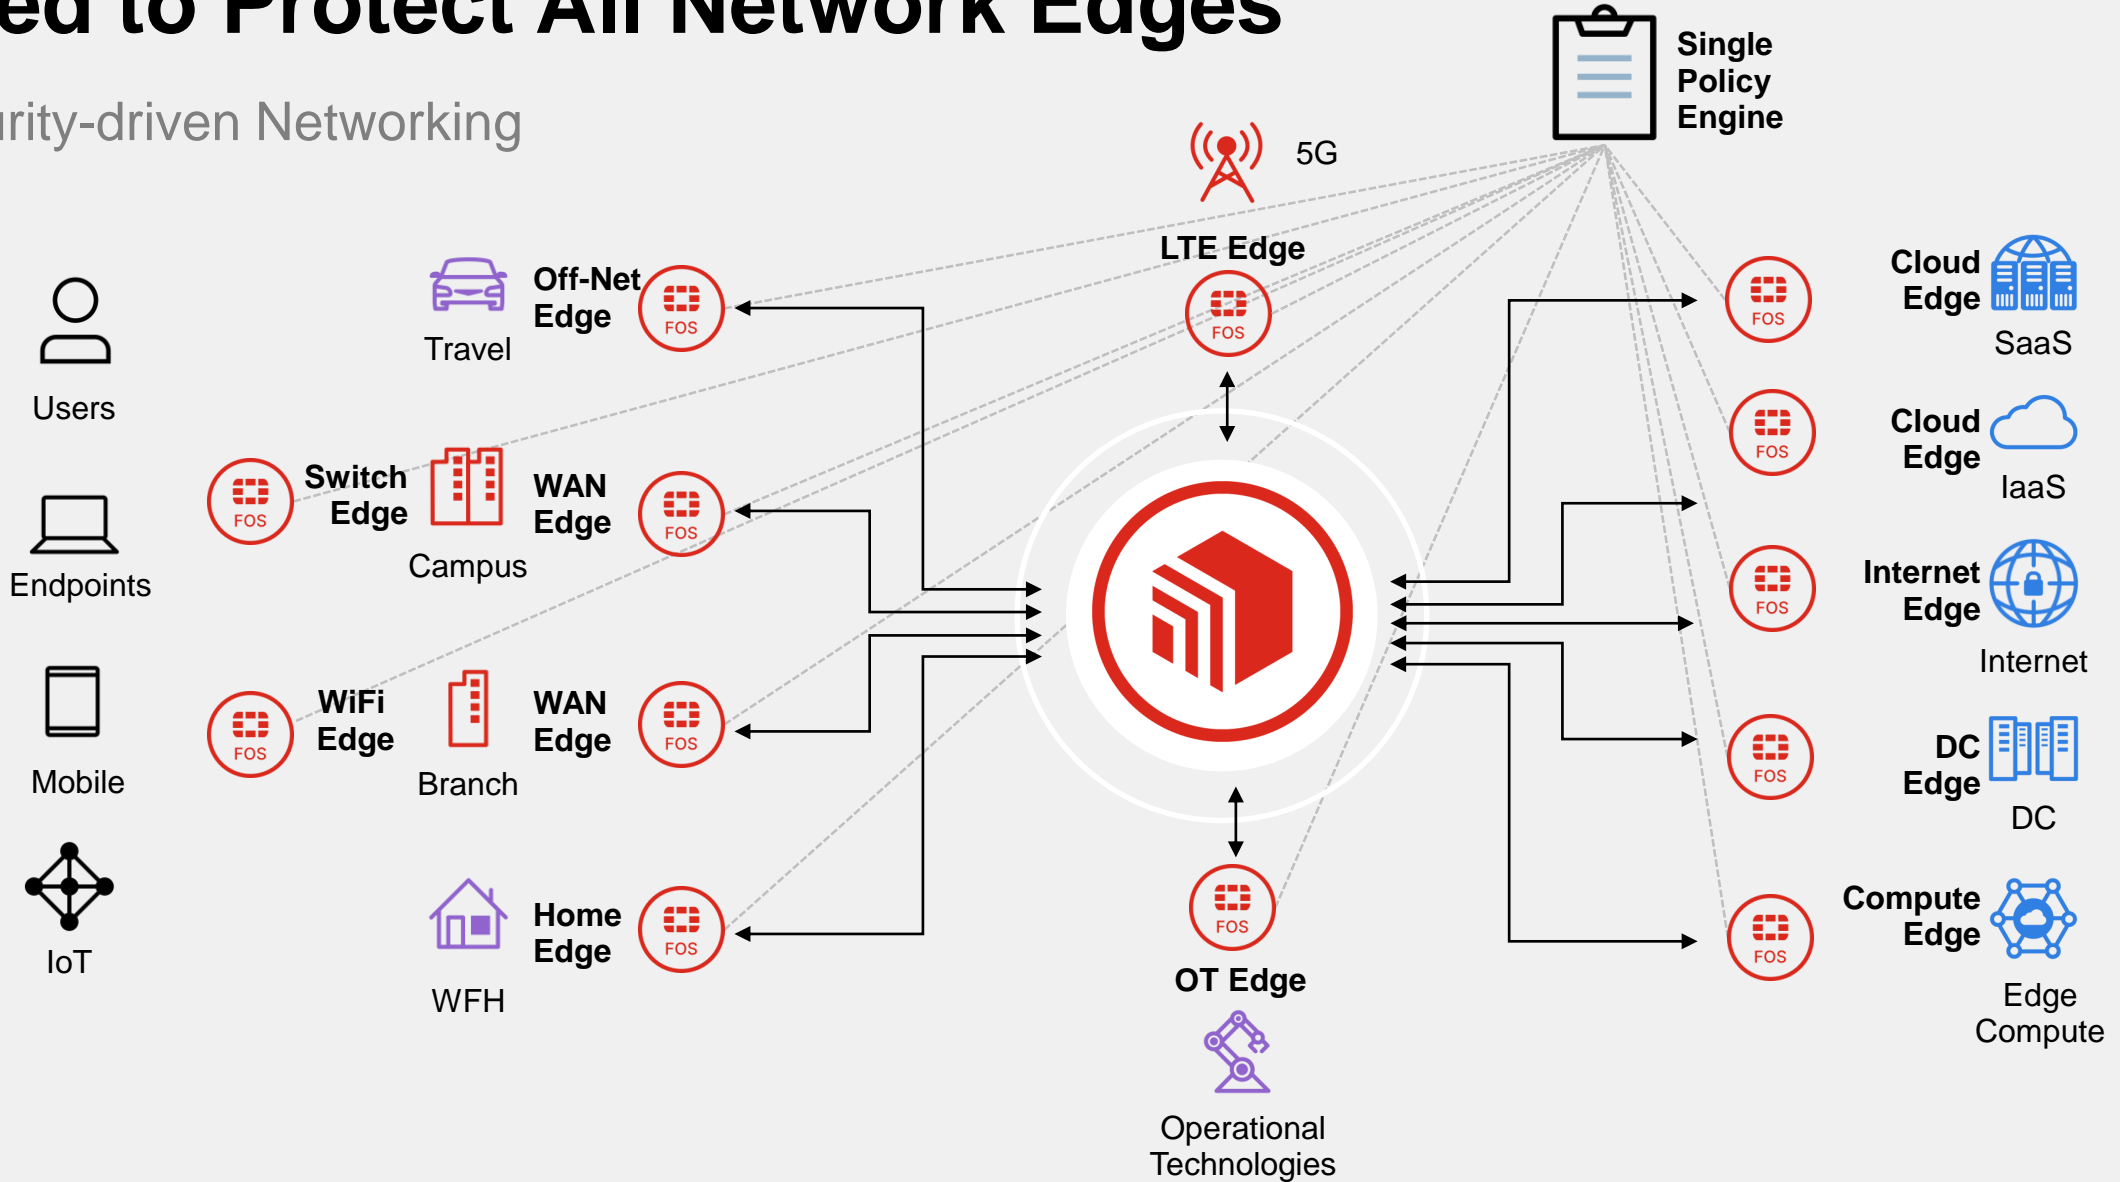 ed to Protect All Network Edges
urity-driven Networking
Single
Policy
Engine
5G
LTE Edge
FOS
Users
Endpoints
Mobile
IoT
Travel
Off-Net
Edge
FOS
FOS
Switch
Edge
Campus
WAN
Edge
FOS
FOS
WiFi
Edge
Branch
WAN
Edge
FOS
WFH
Home
Edge
FOS
FOS
OT Edge
Operational
Technologies
FOS
Cloud
Edge
SaaS
FOS
Cloud
Edge
IaaS
FOS
Internet
Edge
Internet
FOS
DC
Edge
DC
FOS
Compute
Edge
Edge
Compute